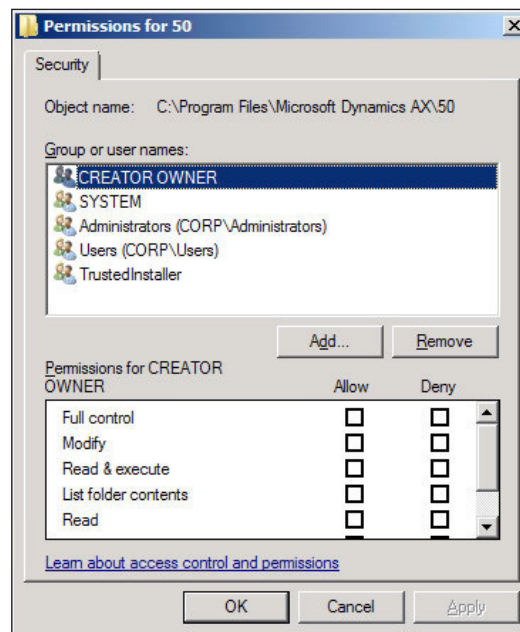 Permissions for 50
Security
Object name: C:\Program Files\Microsoft Dynamics AX\50
Group or user names:
CREATOR OWNER
SYSTEM
Administrators (CORP\Administrators)
Users (CORP\Users)
TrustedInstaller
Add... Remove
Permissions for CREATOR
OWNER Allow Deny
Full control
Modify
Read & execute
List folder contents
Read
Learn about access control and permissions
OK Cancel Apply